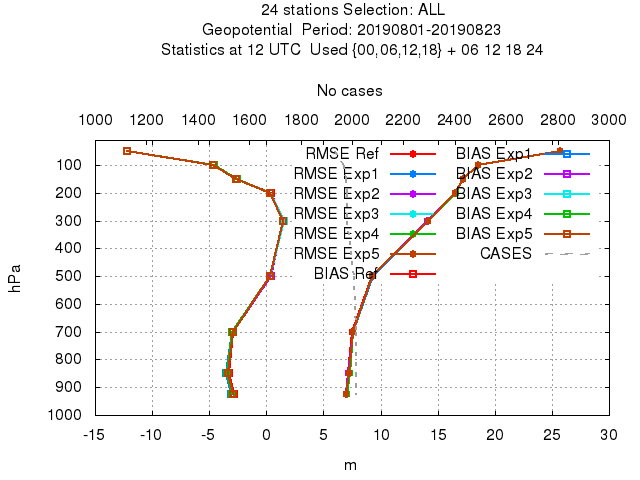 24 stations Selection: ALL
Geopotential  Period: 20190801-20190823
Statistics at 12 UTC  Used {00,06,12,18} + 06 12 18 24
No cases
1000 1200 1400 1600 1800 2000 2200 2400 2600 2800 3000
RMSE Ref
RMSE Exp1
RMSE Exp2
RMSE Exp3
RMSE Exp4
RMSE Exp5
BIAS Ref
BIAS Exp1
BIAS Exp2
BIAS Exp3
BIAS Exp4
BIAS Exp5
CASES
100
200
300
400
500
600
700
800
900
1000
hPa
-15 -10 -5 0 5 10 15 20 25 30
m